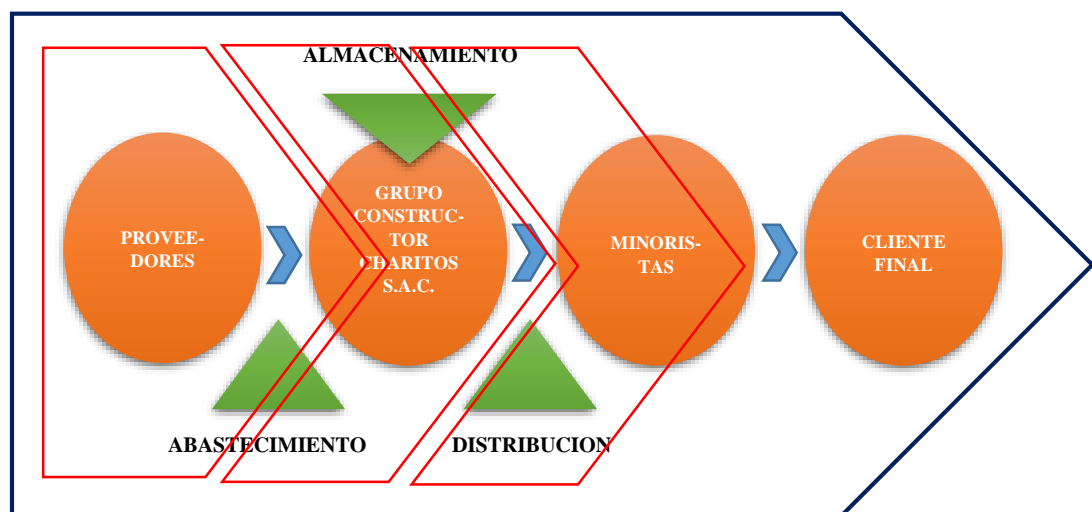 ALMACENAMIENTO
PROVEE-
DORES
GRUPO
CONSTRUC-
TOR
CHARITOS
S.A.C.
MINORIS-
TAS
CLIENTE
FINAL
ABASTECIMIENTO
DISTRIBUCION